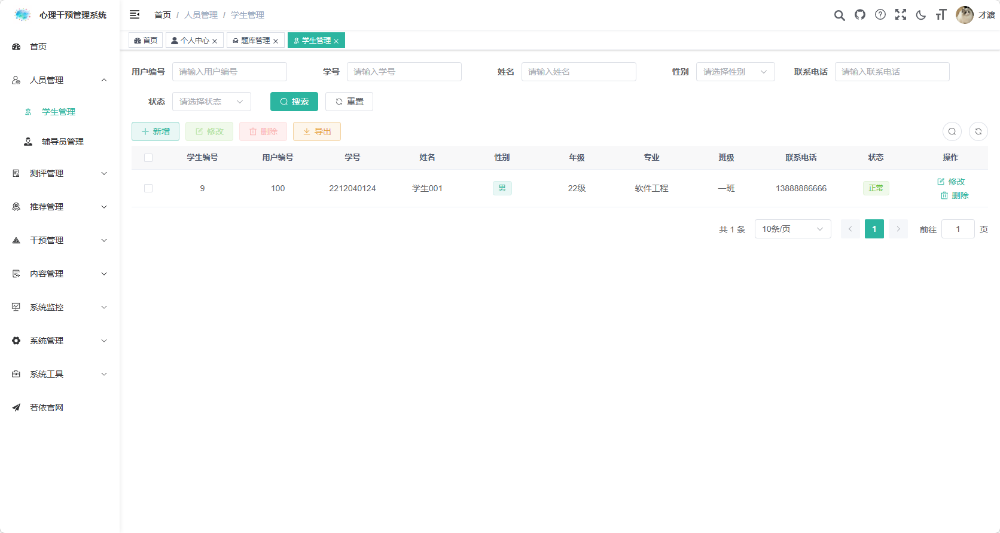 心理干预管理系统
首页
人员管理
学生管理
辅导员管理
测评管理
推荐管理
干预管理
内容管理
系统监控
系统管理
系统工具
若依官网
首页 / 人员管理 / 学生管理
才渡
首页 个人中心 题库管理 学生管理
用户编号 请输入用户编号 学号 请输入学号 姓名 请输入姓名 性别 请选择性别 联系电话 请输入联系电话
状态 请选择状态 搜索 重置
新增 修改 删除 导出
学生编号 用户编号 学号 姓名 性别 年级 专业 班级 联系电话 状态 操作
9 100 2212040124 学生001 男 22级 软件工程 一班 13888886666 正常 修改
删除
共 1 条 10条/页 1 前往 1 页